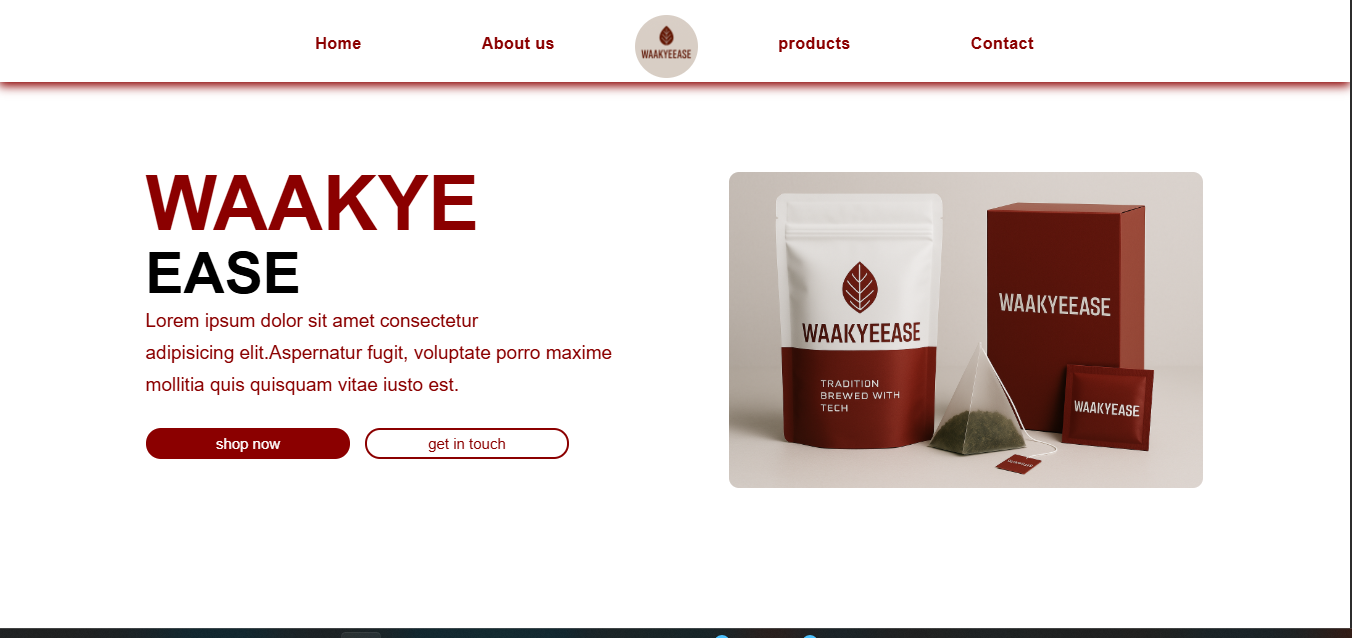 Home
About us
WAAKYEEASE
products
Contact
WAAKYE
EASE
Lorem ipsum dolor sit amet consectetur
adipisicing elit.Aspernatur fugit, voluptate porro maxime
mollitia quis quisquam vitae iusto est.
shop now
get in touch
WAAKYEEASE
TRADITION
BREWED WITH
TECH
WAAKYEEASE
WAAKYEEASE